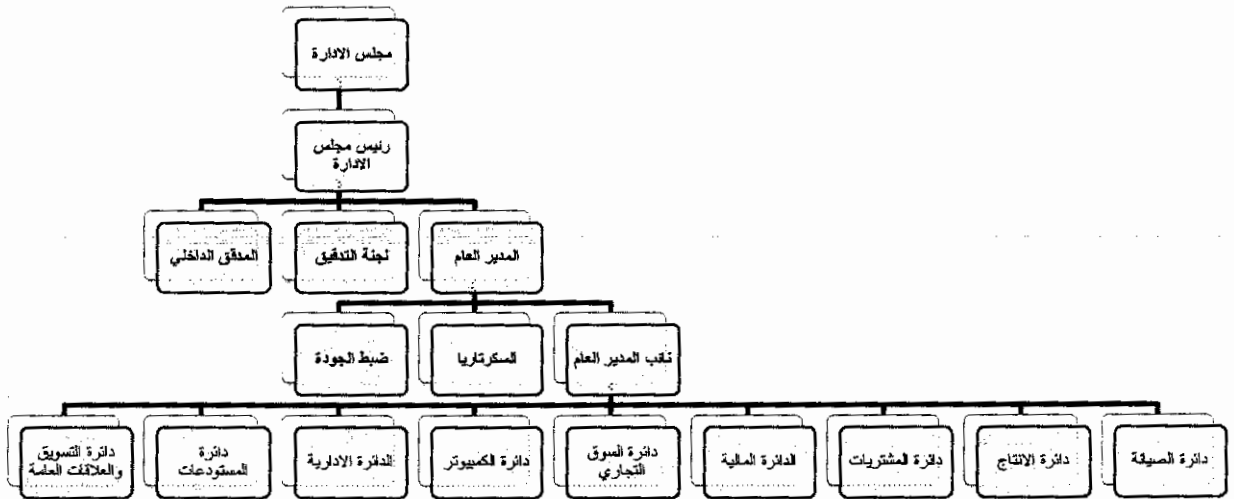 مجلس الادارة
رئيس مجلس
الادارة
المدير العام
لجنة التدقيق
المدقق الداخلي
نائب المدير العام
السكرتاريا
ضبط الجودة
دائرة الصيانة
دائرة الانتاج
دائرة المشتريات
الدائرة المالية
دائرة السوق
التجاري
دائرة الكمبيوتر
الدائرة الادارية
دائرة
المستودعات
دائرة التسويق
والعلاقات العامة